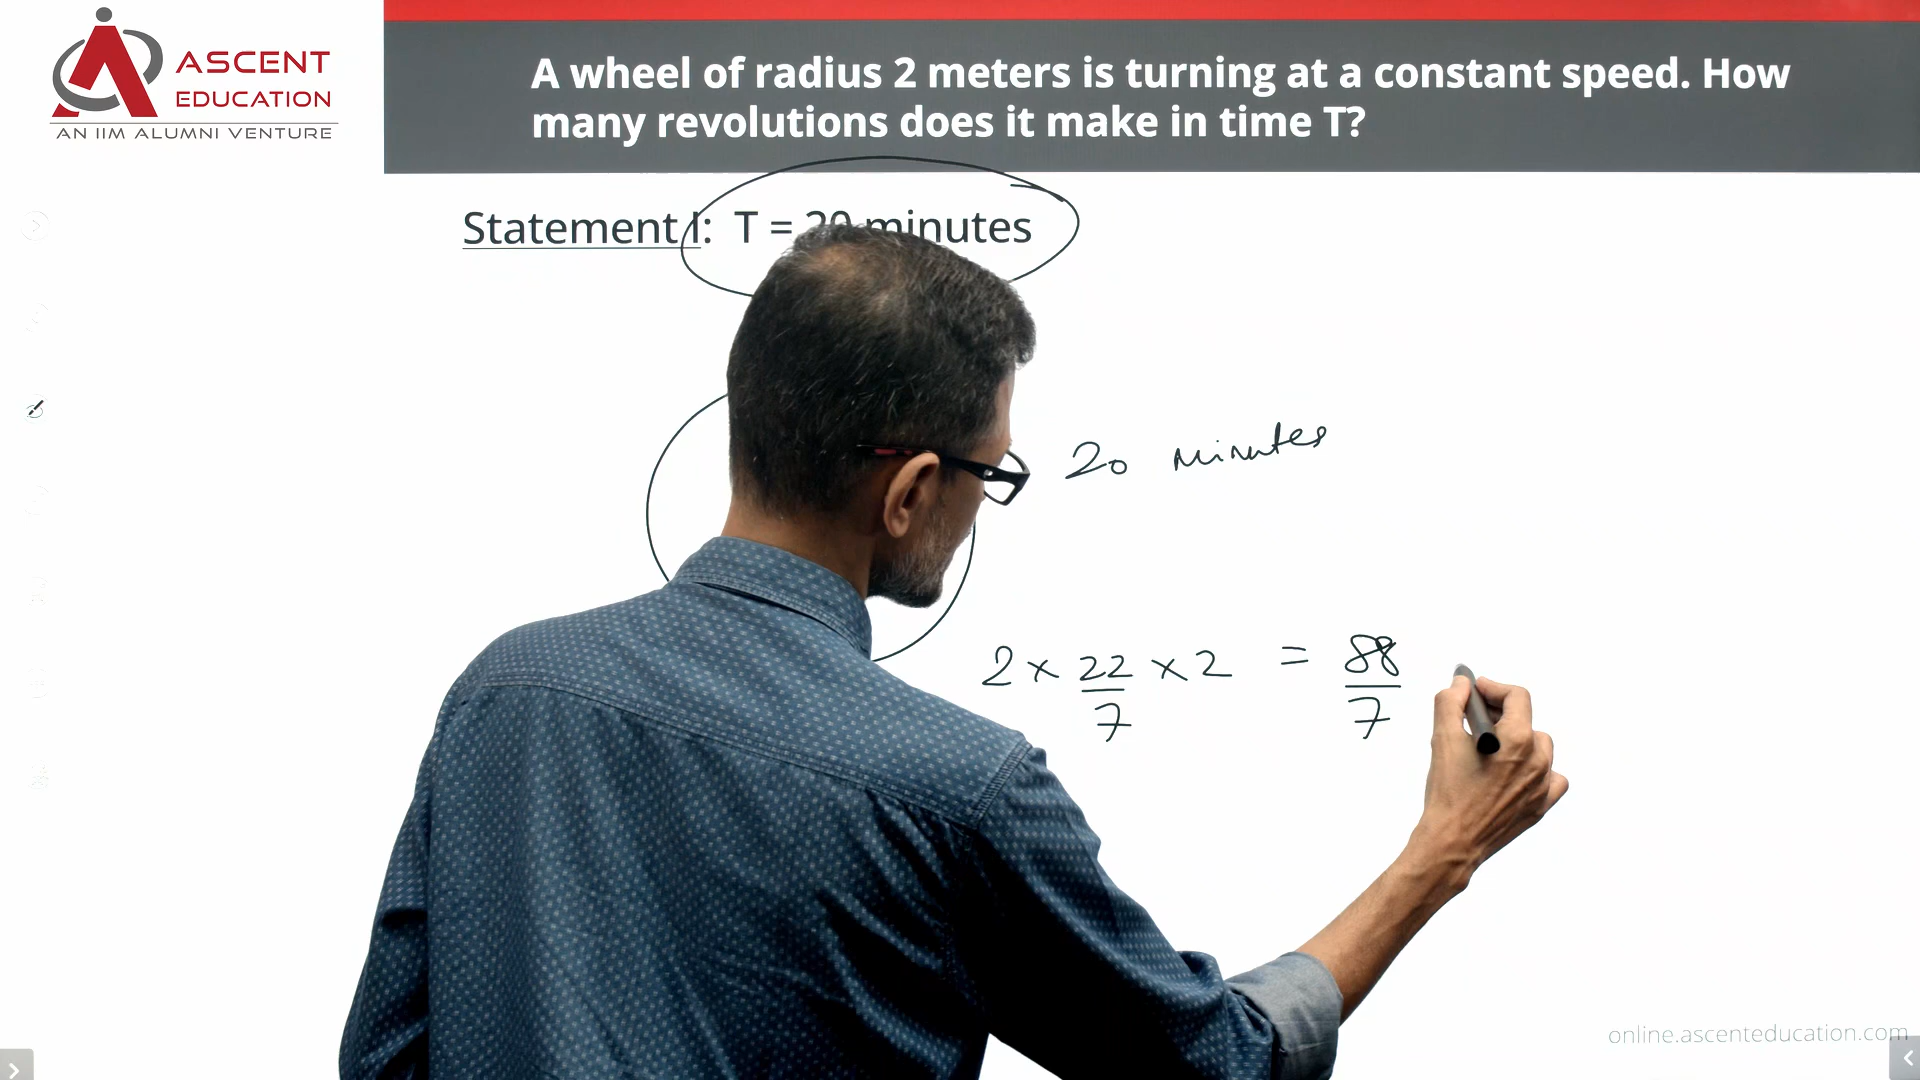 ASCENT
EDUCATION
AN IIM ALUMNI VENTURE
A wheel of radius 2 meters is turning at a constant speed. How
many revolutions does it make in time T?
Statement I: T = 20 minutes
20 minutes
2 × 22/7 × 2 = 88/7
online.ascenteducation.com